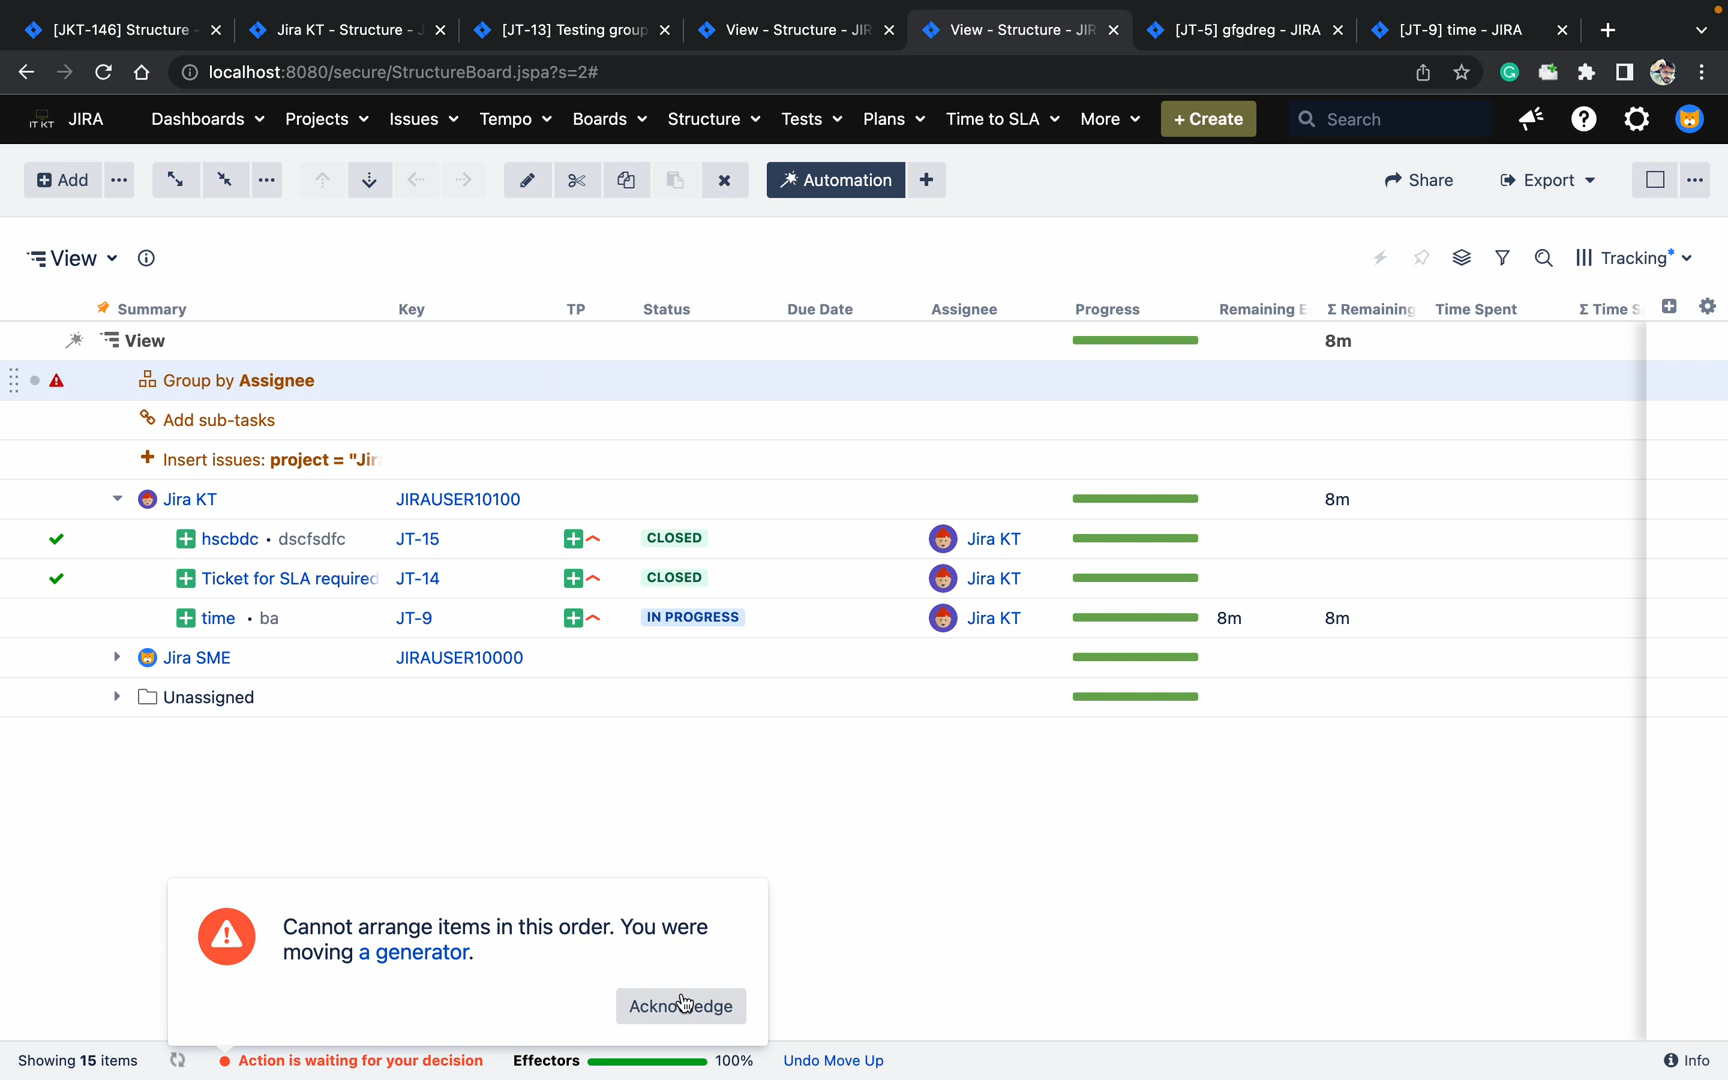 [JKT-146] Structure -
Jira KT - Structure - J
[JT-13] Testing group
View - Structure - JIR
View - Structure - JIR
[JT-5] gfgdreg - JIRA
[JT-9] time - JIRA
localhost:8080/secure/StructureBoard.jspa?s=2#
IT KT JIRA Dashboards Projects Issues Tempo Boards Structure Tests Plans Time to SLA More + Create Search
Add Automation Share Export
View Tracking*
Summary Key TP Status Due Date Assignee Progress Remaining E Σ Remaining Time Spent Σ Time S
View 8m
Group by Assignee
Add sub-tasks
Insert issues: project = "Jir
Jira KT JIRAUSER10100 8m
hscbdc • dscfsdfc JT-15 CLOSED Jira KT
Ticket for SLA required JT-14 CLOSED Jira KT
time • ba JT-9 IN PROGRESS Jira KT 8m 8m
Jira SME JIRAUSER10000
Unassigned
Cannot arrange items in this order. You were
moving a generator.
Acknowledge
Showing 15 items Action is waiting for your decision Effectors 100% Undo Move Up Info